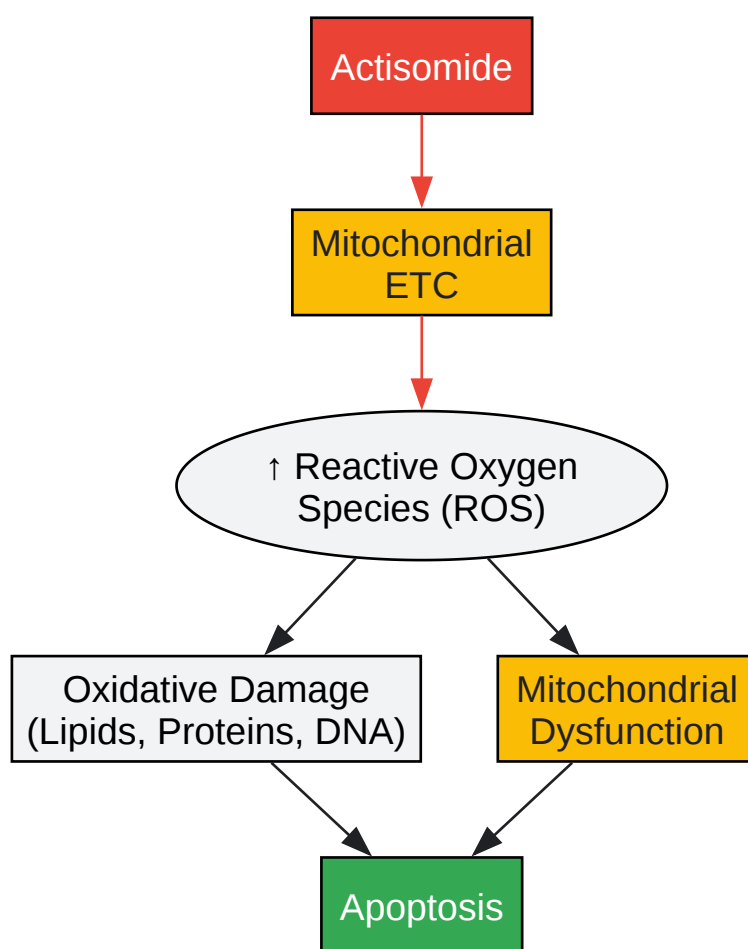 Actisomide
Mitochondrial
ETC
↑ Reactive Oxygen
Species (ROS)
Oxidative Damage
(Lipids, Proteins, DNA)
Mitochondrial
Dysfunction
Apoptosis